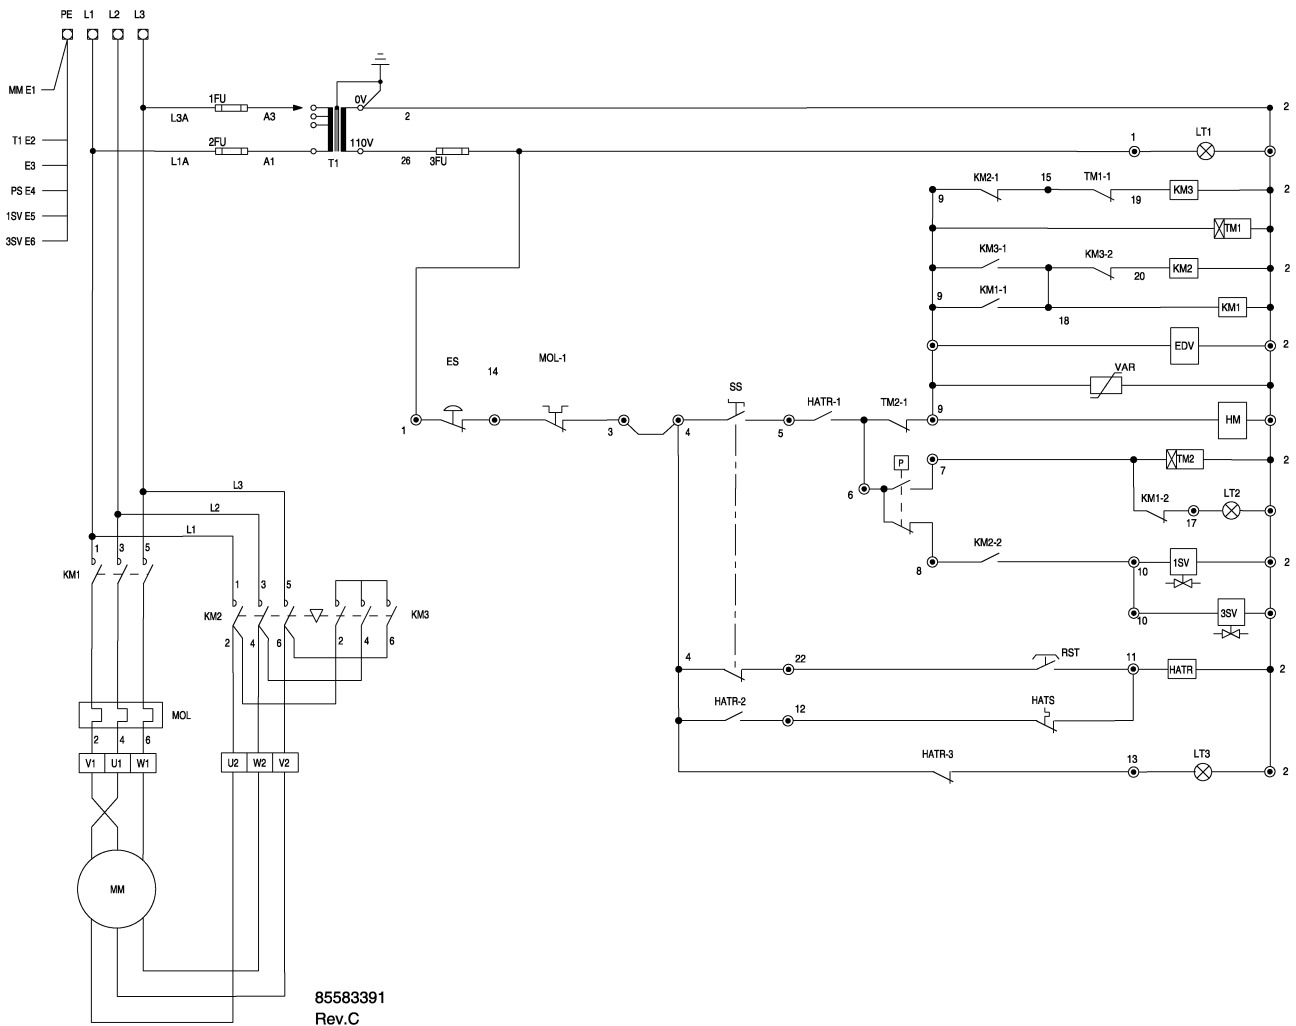 PE L1 L2 L3
MM E1
1FU
0V
L3A A3
2
2
T1 E2
2FU
110V
1
LT1
E3
L1A A1
T1
26 3FU
PS E4
KM2-1 15 TM1-1
9
19
KM3
2
1SV E5
TM1
3SV E6
KM3-1
KM3-2
20
KM2
2
KM1-1
9
18
KM1
EDV
2
ES
14
MOL-1
VAR
SS
HATR-1
TM2-1
9
1
3
4
5
HM
P
7
TM2
2
6
KM1-2
LT2
17
L3
L2
L1
KM2-2
8
10
1SV
2
1 3 5
KM1
1 3 5
KM2
KM3
10
3SV
2 4 6
2 4 6
4
22
RST
11
HATR
2
MOL
HATR-2
12
HATS
2 4 6
HATR-3
13
LT3
2
V1 U1 W1
U2 W2 V2
MM
85583391
Rev.C